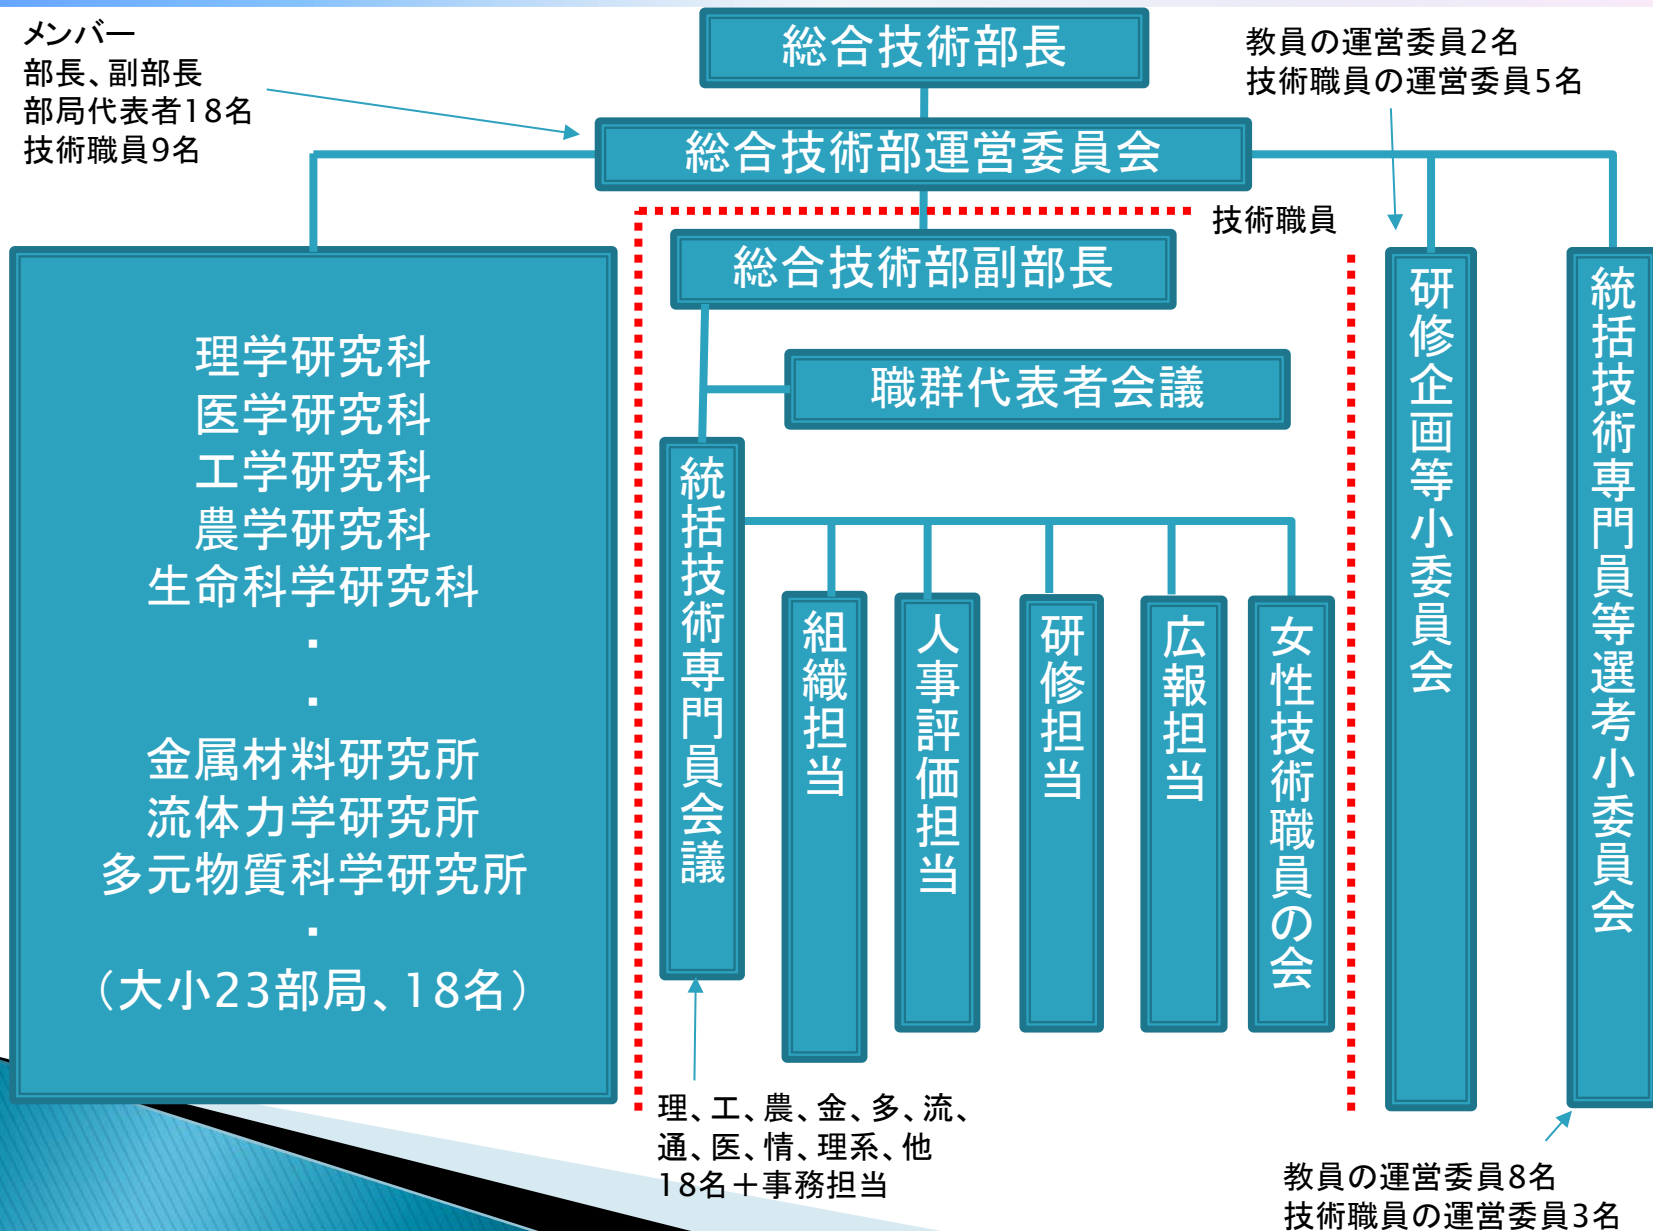 メンバー
部長、副部長
部局代表者18名
技術職員9名
総合技術部長
教員の運営委員2名
技術職員の運営委員5名
総合技術部運営委員会
技術職員
総合技術部副部長
職群代表者会議
理学研究科
医学研究科
工学研究科
農学研究科
生命科学研究科
・
・
金属材料研究所
流体力学研究所
多元物質科学研究所
・
（大小23部局、18名）
統括技術専門員会議
組織担当
人事評価担当
研修担当
広報担当
女性技術職員の会
研修企画等小委員会
統括技術専門員等選考小委員会
理、工、農、金、多、流、
通、医、情、理系、他
18名＋事務担当
教員の運営委員8名
技術職員の運営委員3名